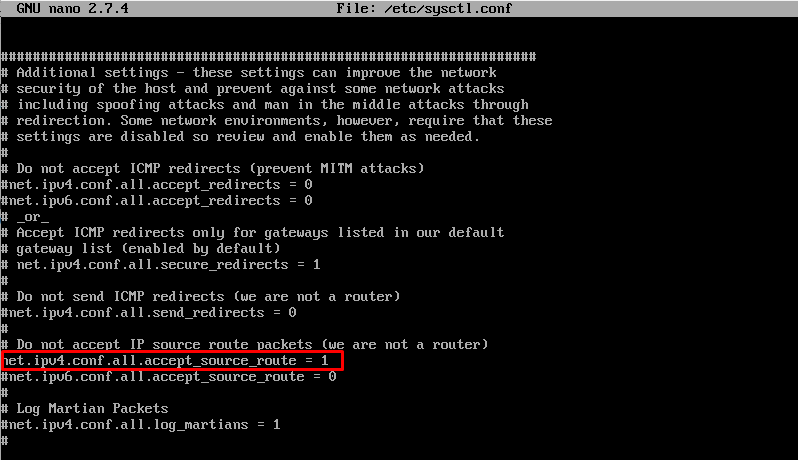 GNU nano 2.7.4 File: /etc/sysctl.conf
###################################################################
# Additional settings - these settings can improve the network
# security of the host and prevent against some network attacks
# including spoofing attacks and man in the middle attacks through
# redirection. Some network environments, however, require that these
# settings are disabled so review and enable them as needed.
#
# Do not accept ICMP redirects (prevent MITM attacks)
#net.ipv4.conf.all.accept_redirects = 0
#net.ipv6.conf.all.accept_redirects = 0
# _or_
# Accept ICMP redirects only for gateways listed in our default
# gateway list (enabled by default)
# net.ipv4.conf.all.secure_redirects = 1
#
# Do not send ICMP redirects (we are not a router)
#net.ipv4.conf.all.send_redirects = 0
#
# Do not accept IP source route packets (we are not a router)
net.ipv4.conf.all.accept_source_route = 1
#net.ipv6.conf.all.accept_source_route = 0
#
# Log Martian Packets
#net.ipv4.conf.all.log_martians = 1
#